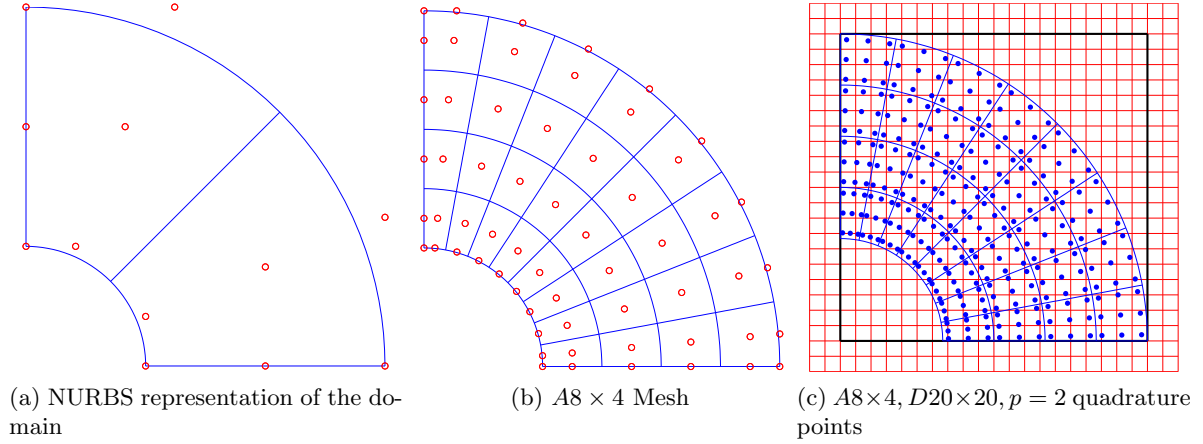 (a) NURBS representation of the do-
main
(b) A8 × 4 Mesh
(c) A8×4, D20×20, p = 2 quadrature
points